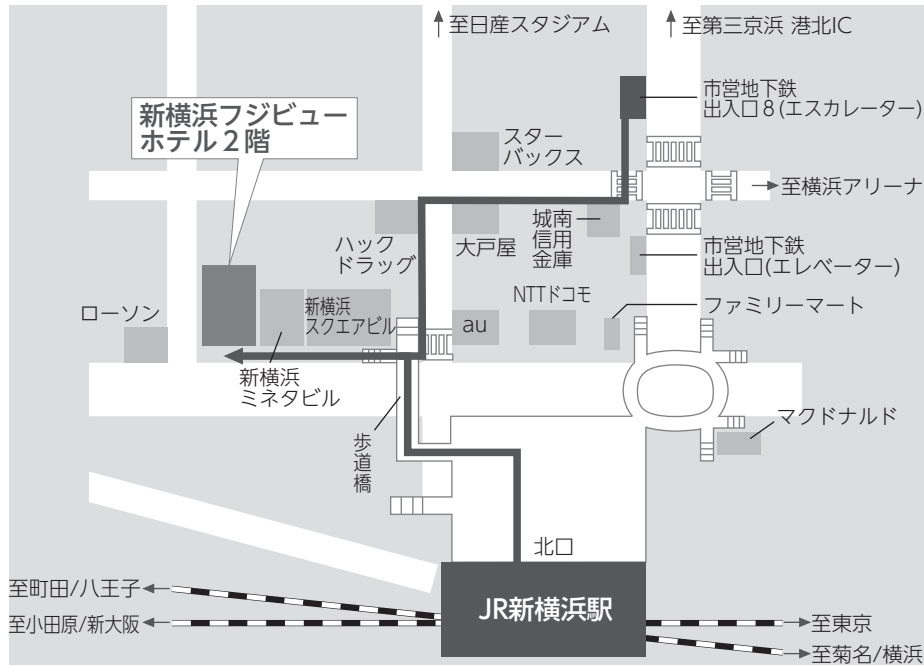 至日産スタジアム
至第三京浜 港北IC
市営地下鉄
出入口8(エスカレーター)
新横浜フジビュー
ホテル2階
スター
バックス
至横浜アリーナ
ハック
ドラッグ
大戸屋
城南
信用
金庫
市営地下鉄
出入口(エレベーター)
ローソン
新横浜
スクエアビル
au
NTTドコモ
ファミリーマート
新横浜
ミネタビル
歩道橋
マクドナルド
北口
JR新横浜駅
至町田/八王子
至小田原/新大阪
至東京
至菊名/横浜